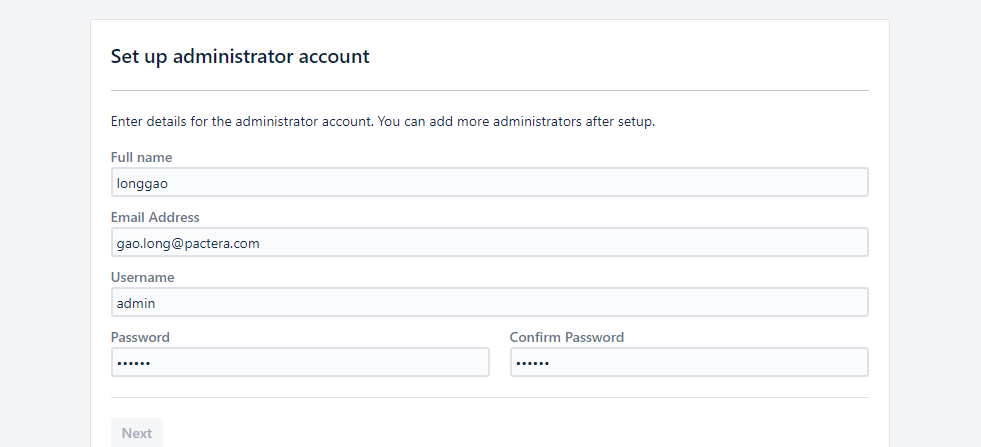 Set up administrator account
Enter details for the administrator account. You can add more administrators after setup.
Full name
longgao
Email Address
gao.long@pactera.com
Username
admin
Password Confirm Password
•••••• ••••••
Next